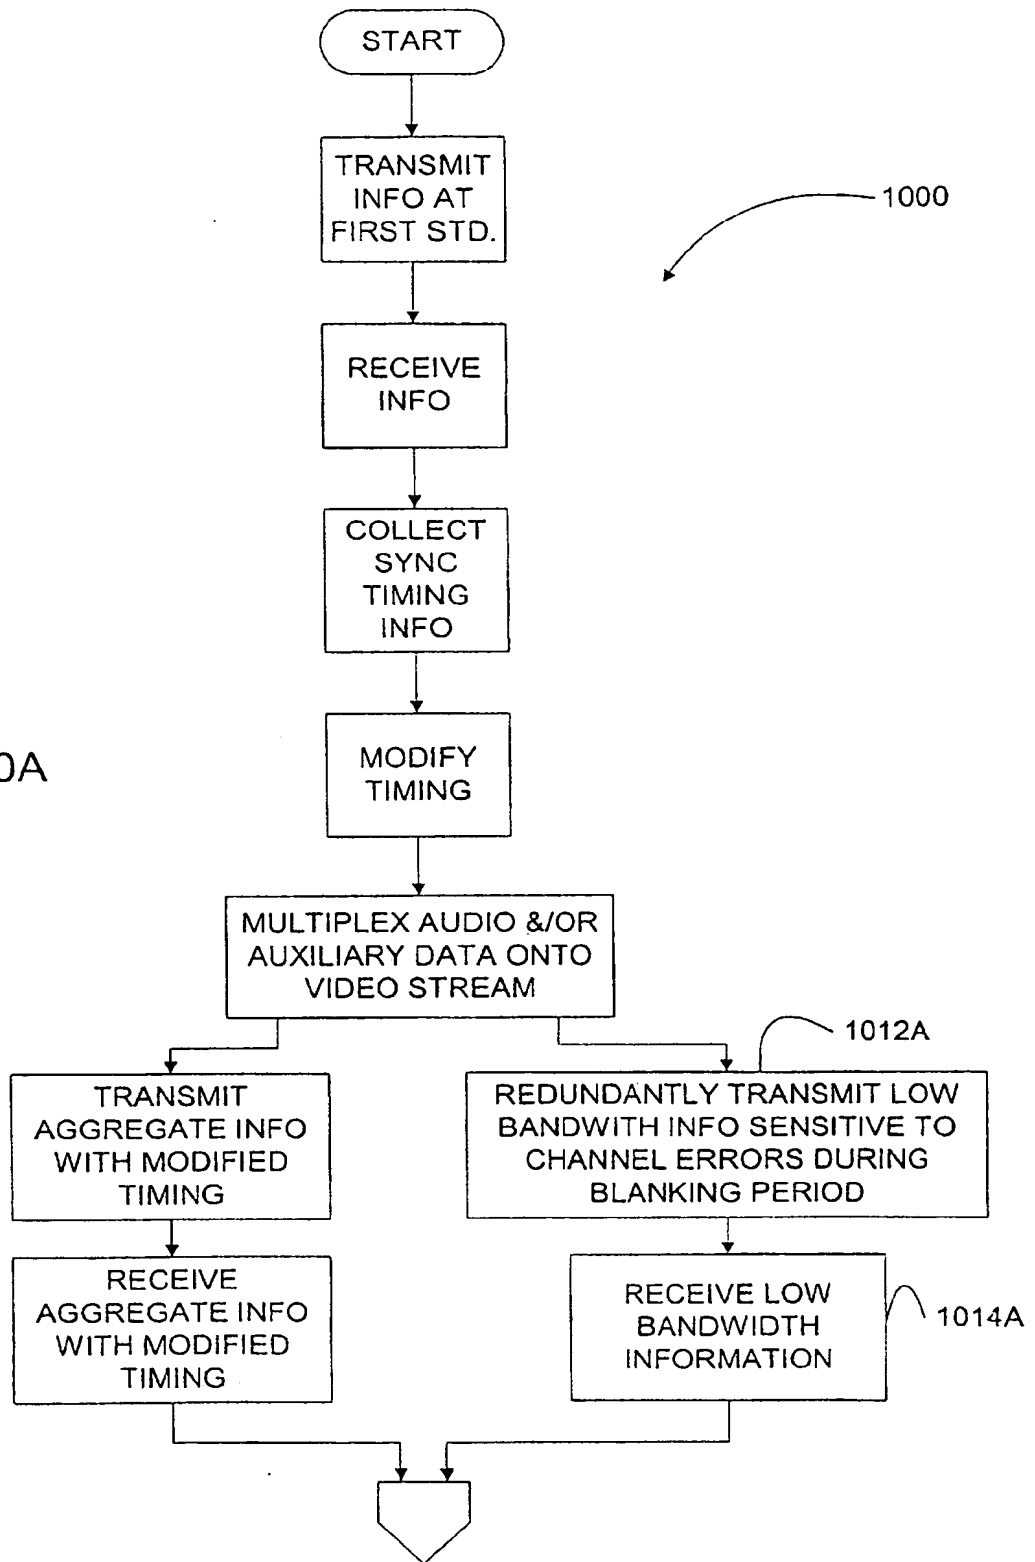 START
TRANSMIT
INFO AT
FIRST STD.
1000
RECEIVE
INFO
COLLECT
SYNC
TIMING
INFO
0A
MODIFY
TIMING
MULTIPLEX AUDIO &/OR
AUXILIARY DATA ONTO
VIDEO STREAM
1012A
TRANSMIT
AGGREGATE INFO
WITH MODIFIED
TIMING
REDUNDANTLY TRANSMIT LOW
BANDWITH INFO SENSITIVE TO
CHANNEL ERRORS DURING
BLANKING PERIOD
RECEIVE
AGGREGATE INFO
WITH MODIFIED
TIMING
RECEIVE LOW
BANDWIDTH
INFORMATION
1014A